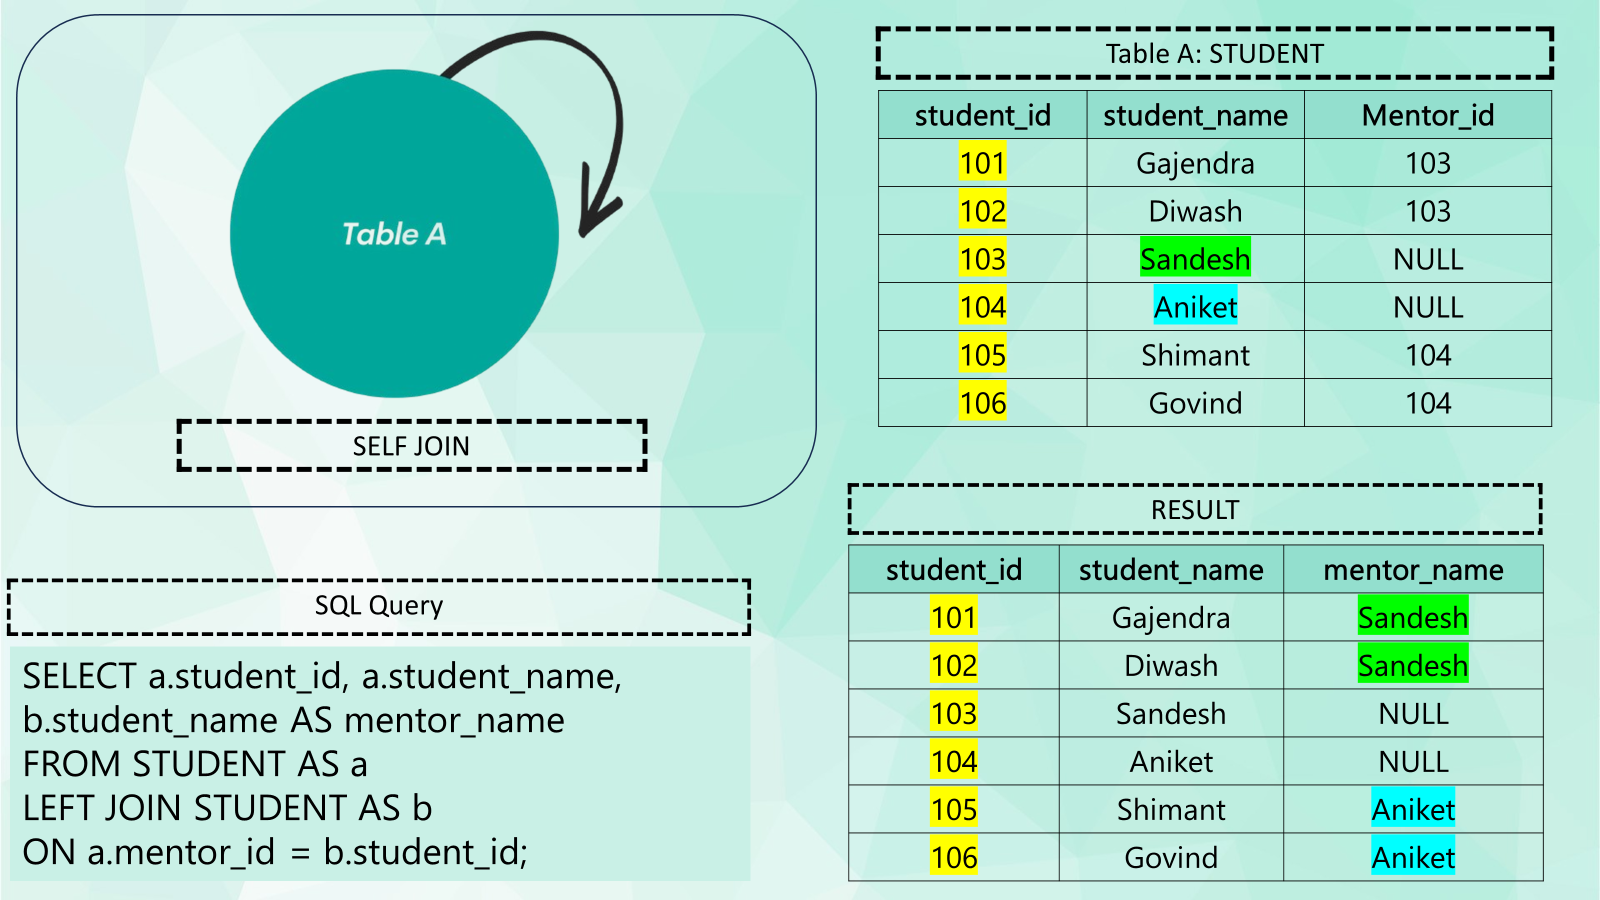 Table A
SELF JOIN
SQL Query
SELECT a.student_id, a.student_name,
b.student_name AS mentor_name
FROM STUDENT AS a
LEFT JOIN STUDENT AS b
ON a.mentor_id = b.student_id;
Table A: STUDENT
student_id student_name Mentor_id
101 Gajendra 103
102 Diwash 103
103 Sandesh NULL
104 Aniket NULL
105 Shimant 104
106 Govind 104
RESULT
student_id student_name mentor_name
101 Gajendra Sandesh
102 Diwash Sandesh
103 Sandesh NULL
104 Aniket NULL
105 Shimant Aniket
106 Govind Aniket